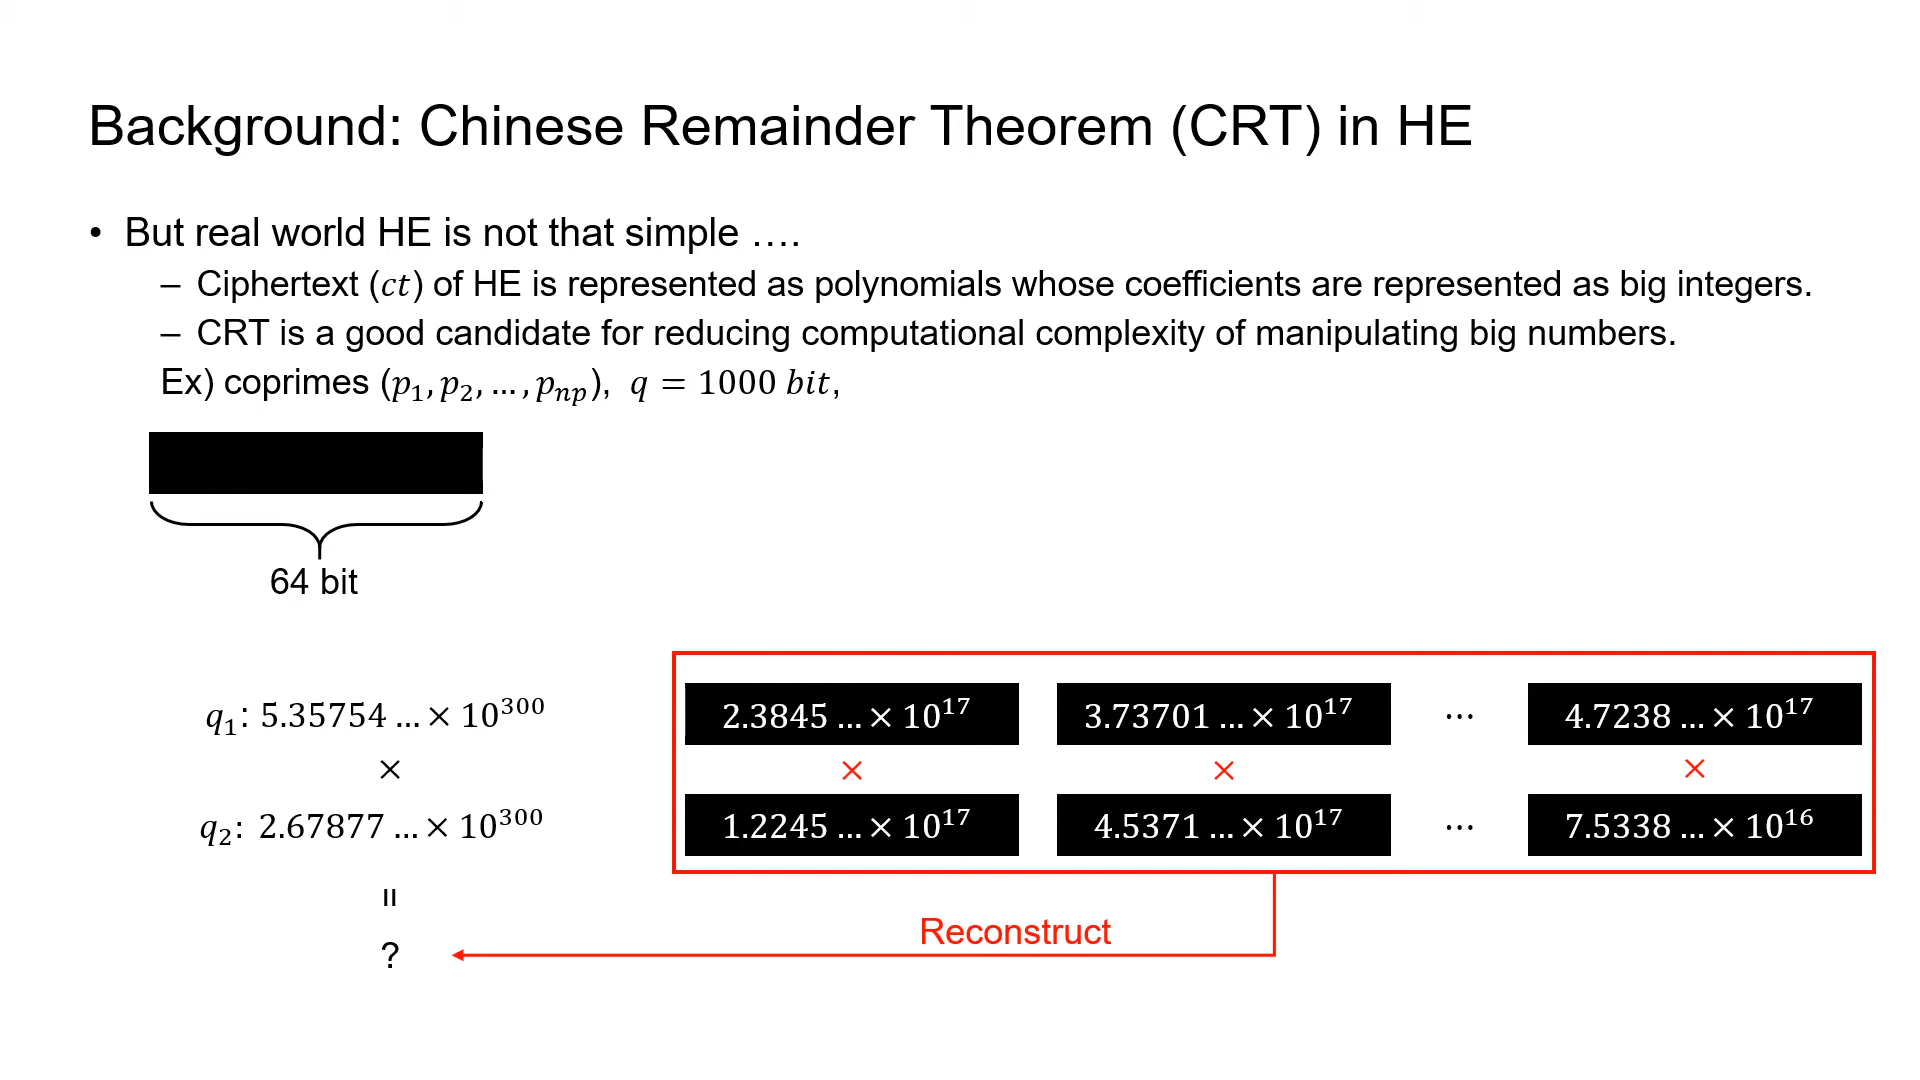 Background: Chinese Remainder Theorem (CRT) in HE
• But real world HE is not that simple ….
– Ciphertext (ct) of HE is represented as polynomials whose coefficients are represented as big integers.
– CRT is a good candidate for reducing computational complexity of manipulating big numbers.
Ex) coprimes (p₁, p₂, … , pₙₚ), q = 1000 bit,
64 bit
q₁: 5.35754 … × 10³⁰⁰
2.3845 … × 10¹⁷ 3.73701 … × 10¹⁷ … 4.7238 … × 10¹⁷
×
× × ×
q₂: 2.67877 … × 10³⁰⁰
1.2245 … × 10¹⁷ 4.5371 … × 10¹⁷ … 7.5338 … × 10¹⁶
=
Reconstruct
?